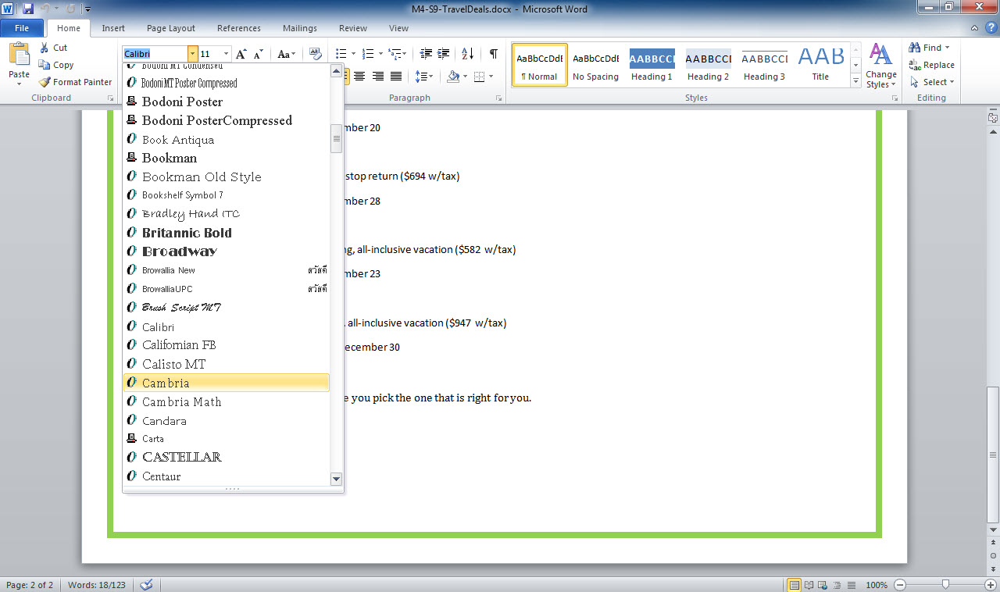 M4-S9-TravelDeals.docx - Microsoft Word
File Home Insert Page Layout References Mailings Review View
Paste
Cut
Copy
Format Painter
Clipboard
Calibri 11
Aa
Paragraph
AaBbCcDdE AaBbCcDdE AABBCCI AABBCCI AABBCCI AAB
¶ Normal No Spacing Heading 1 Heading 2 Heading 3 Title
Change Styles
Styles
Find
Replace
Select
Editing
Bodoni MT Condensed
Bodoni MT Poster Compressed
Bodoni Poster
Bodoni PosterCompressed
Book Antiqua
Bookman
Bookman Old Style
Bookshelf Symbol 7
Bradley Hand ITC
Britannic Bold
Broadway
Browallia New สวัสดี
BrowalliaUPC สวัสดี
Brush Script MT
Calibri
Californian FB
Calisto MT
Cambria
Cambria Math
Candara
Carta
CASTELLAR
Centaur
mber 20
stop return ($694 w/tax)
mber 28
g, all-inclusive vacation ($582 w/tax)
mber 23
, all-inclusive vacation ($947 w/tax)
ecember 30
e you pick the one that is right for you.
Page: 2 of 2 Words: 18/123 100%